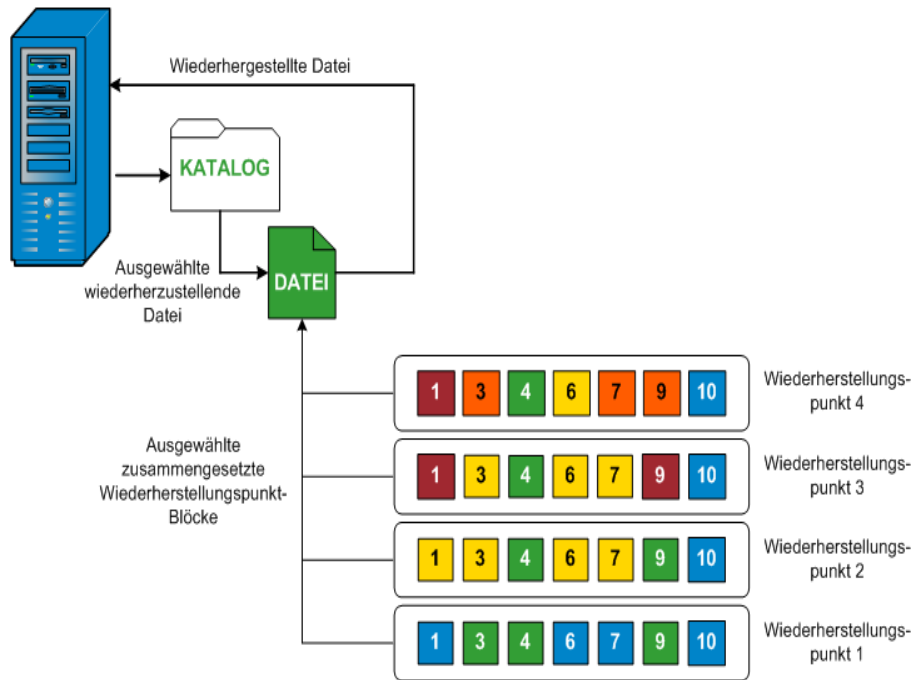 Wiederhergestellte Datei
KATALOG
Ausgewählte
wiederherzustellende
Datei
DATEI
1 3 4 6 7 9 10
Wiederherstellungs-
punkt 4
Ausgewählte
zusammengesetzte
Wiederherstellungspunkt-
Blöcke
1 3 4 6 7 9 10
Wiederherstellungs-
punkt 3
1 3 4 6 7 9 10
Wiederherstellungs-
punkt 2
1 3 4 6 7 9 10
Wiederherstellungs-
punkt 1